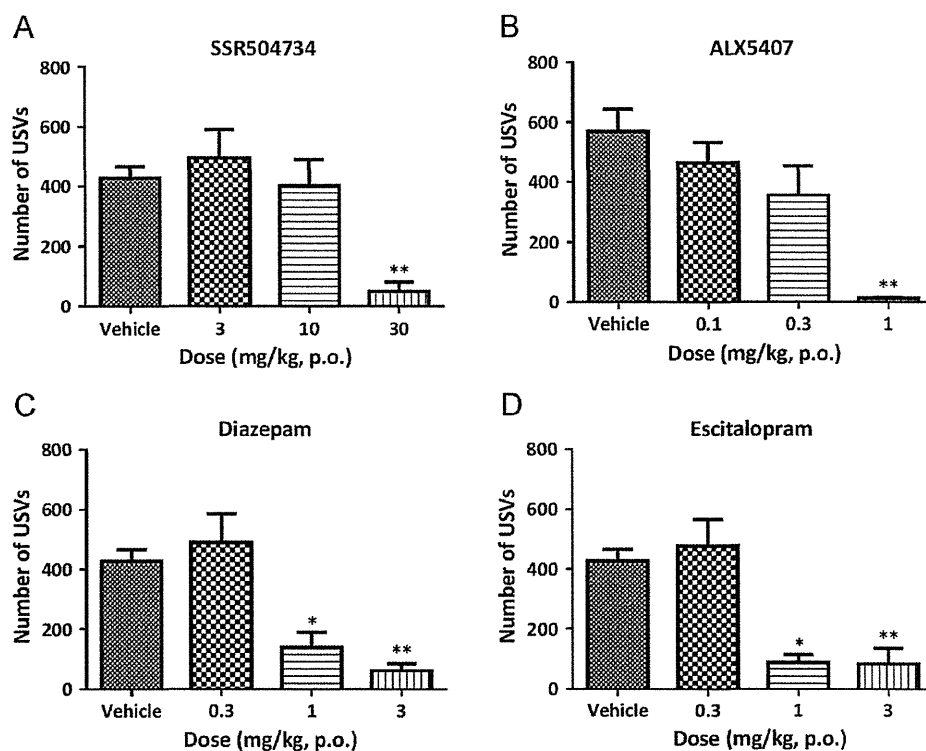 A
SSR504734
Number of USVs
800
600
400
200
0
**
Vehicle 3 10 30
Dose (mg/kg, p.o.)
B
ALX5407
Number of USVs
800
600
400
200
0
**
Vehicle 0.1 0.3 1
Dose (mg/kg, p.o.)
C
Diazepam
Number of USVs
800
600
400
200
0
*
**
Vehicle 0.3 1 3
Dose (mg/kg, p.o.)
D
Escitalopram
Number of USVs
800
600
400
200
0
*
**
Vehicle 0.3 1 3
Dose (mg/kg, p.o.)